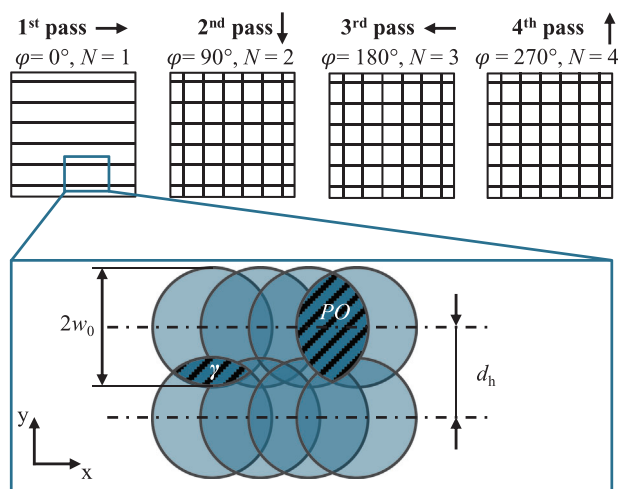 1st pass 2nd pass 3rd pass 4th pass
φ= 0°, N = 1 φ= 90°, N = 2 φ= 180°, N = 3 φ= 270°, N = 4
PO
2w0
γ
dh
y
x